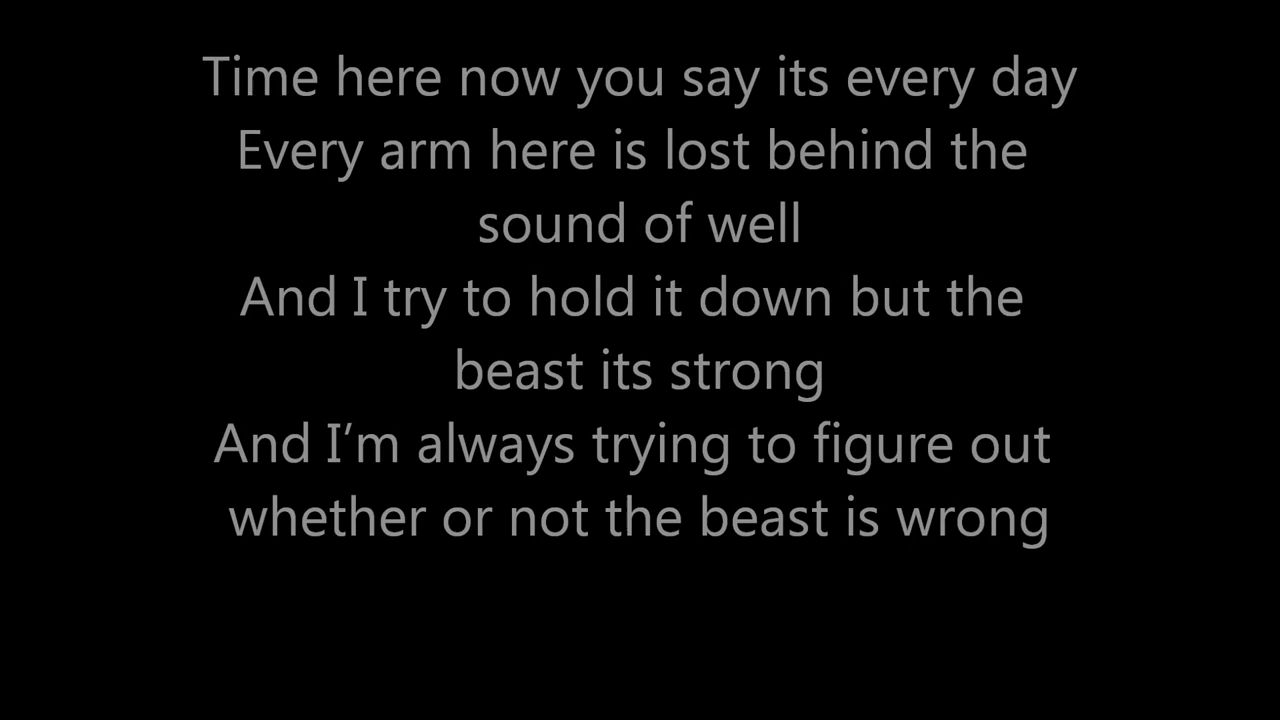 Time here now you say its every day
Every arm here is lost behind the
sound of well
And I try to hold it down but the
beast its strong
And I’m always trying to figure out
whether or not the beast is wrong